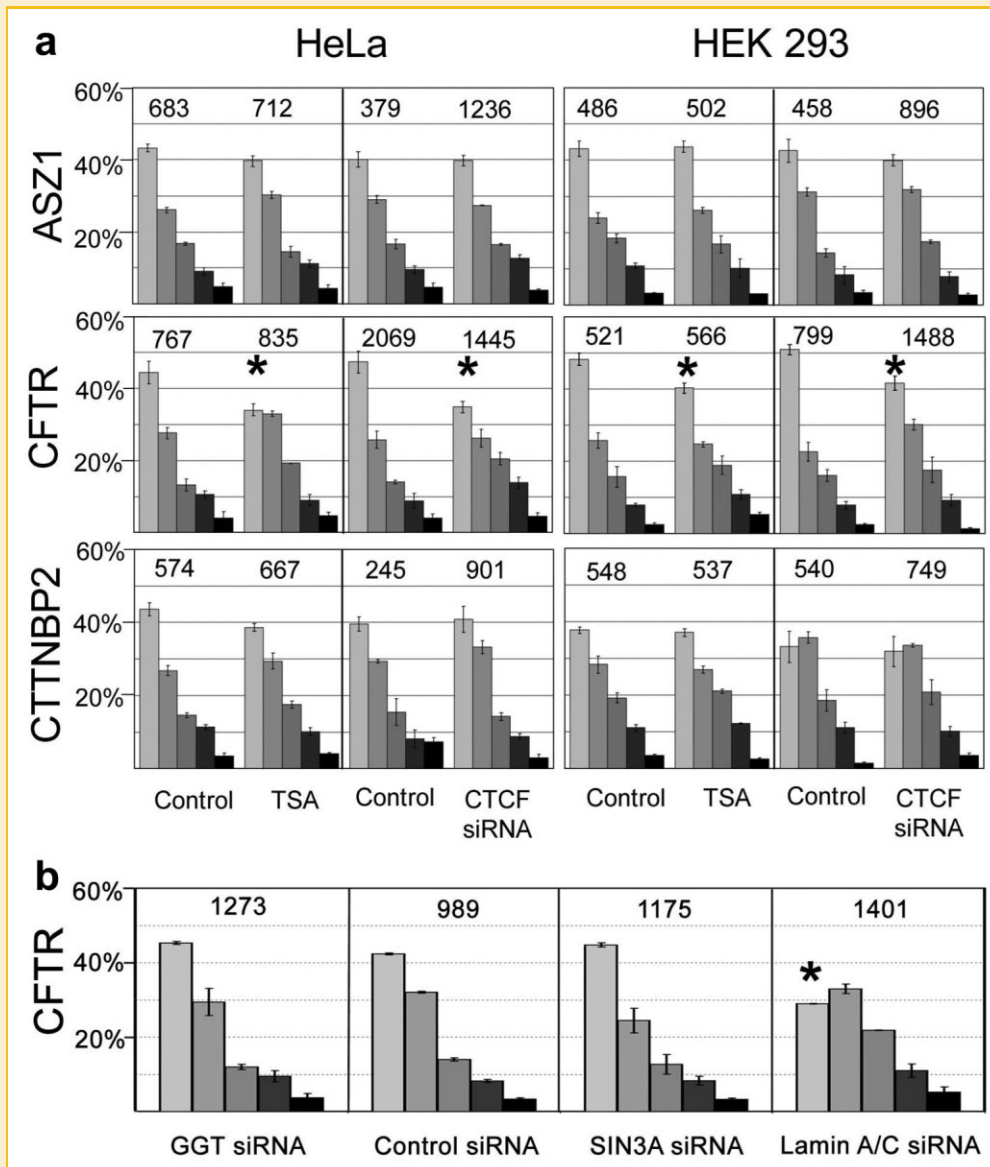 a
HeLa HEK 293
ASZ1
60%
40%
20%
683 712 379 1236 486 502 458 896
CFTR
60%
40%
20%
767 835 2069 1445 521 566 799 1488
* * * *
CTTNBP2
60%
40%
20%
574 667 245 901 548 537 540 749
Control TSA Control CTCF siRNA Control TSA Control CTCF siRNA
b
CFTR
60%
40%
20%
1273 989 1175 1401
*
GGT siRNA Control siRNA SIN3A siRNA Lamin A/C siRNA